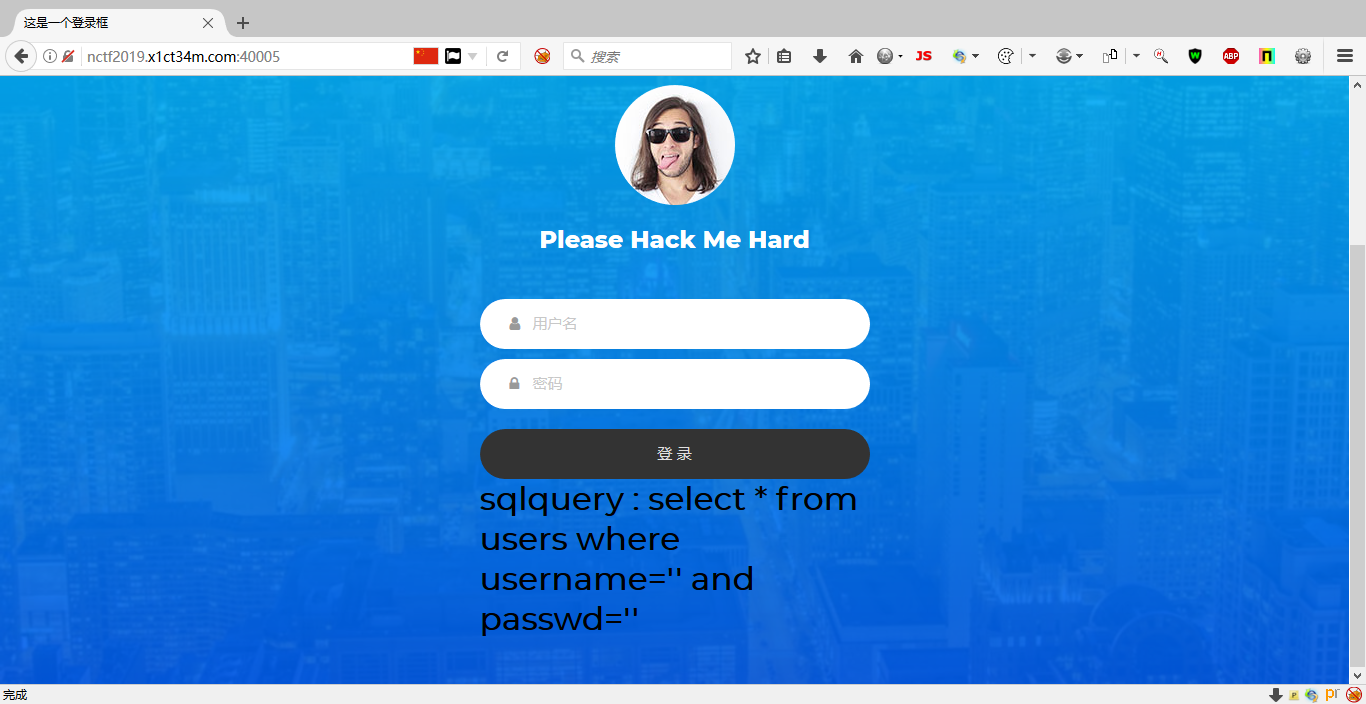 这是一个登录框
nctf2019.x1ct34m.com:40005
搜索
JS
ABP
Please Hack Me Hard
用户名
密码
登 录
sqlquery : select * from
users where
username='' and
passwd=''
完成